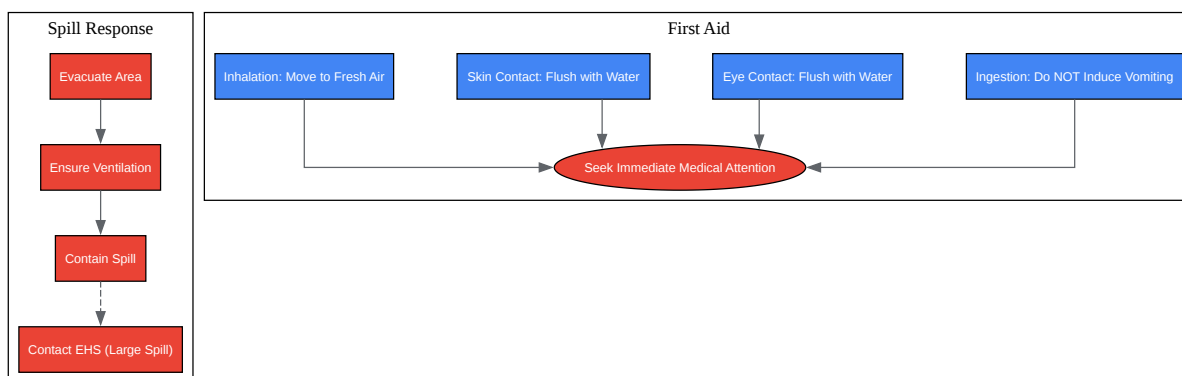 Spill Response
Evacuate Area
Ensure Ventilation
Contain Spill
Contact EHS (Large Spill)
First Aid
Inhalation: Move to Fresh Air
Skin Contact: Flush with Water
Eye Contact: Flush with Water
Ingestion: Do NOT Induce Vomiting
Seek Immediate Medical Attention